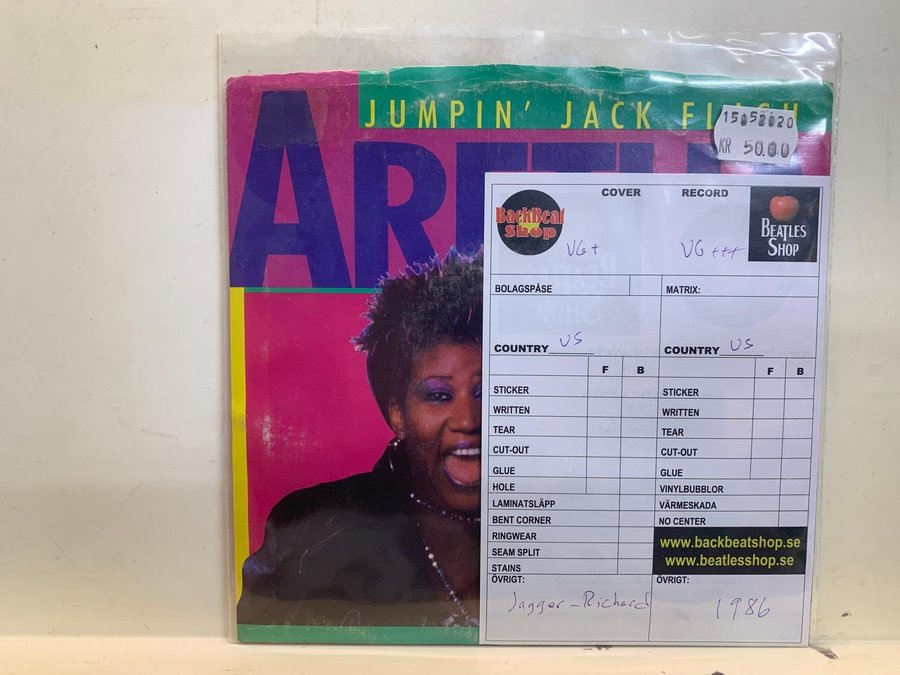 JUMPIN' JACK FLASH
15052020
KR 50.00
ARETHA
COVER RECORD
BackBeat Shop
BEATLES SHOP
VG+ VG+++
BOLAGSPÅSE MATRIX:
COUNTRY US COUNTRY US
F B F B
STICKER STICKER
WRITTEN WRITTEN
TEAR TEAR
CUT-OUT CUT-OUT
GLUE GLUE
HOLE VINYLBUBBLOR
LAMINATSLÄPP VÄRMESKADA
BENT CORNER NO CENTER
RINGWEAR
SEAM SPLIT
STAINS
www.backbeatshop.se
www.beatlesshop.se
ÖVRIGT: ÖVRIGT:
Jagger-Richard 1986